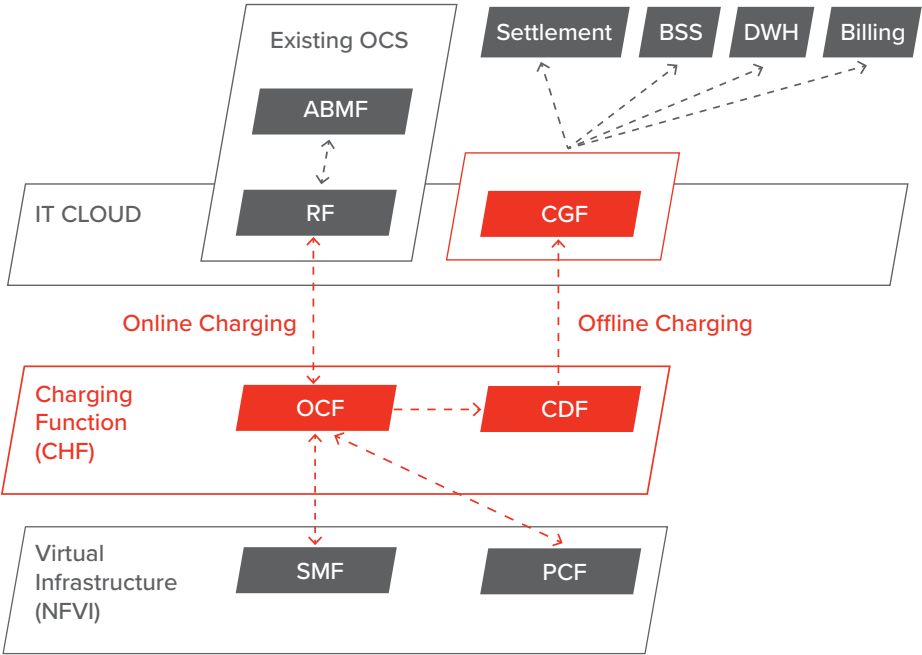 Existing OCS
Settlement
BSS
DWH
Billing
ABMF
IT CLOUD
RF
CGF
Online Charging
Offline Charging
Charging
Function
(CHF)
OCF
CDF
Virtual
Infrastructure
(NFVI)
SMF
PCF